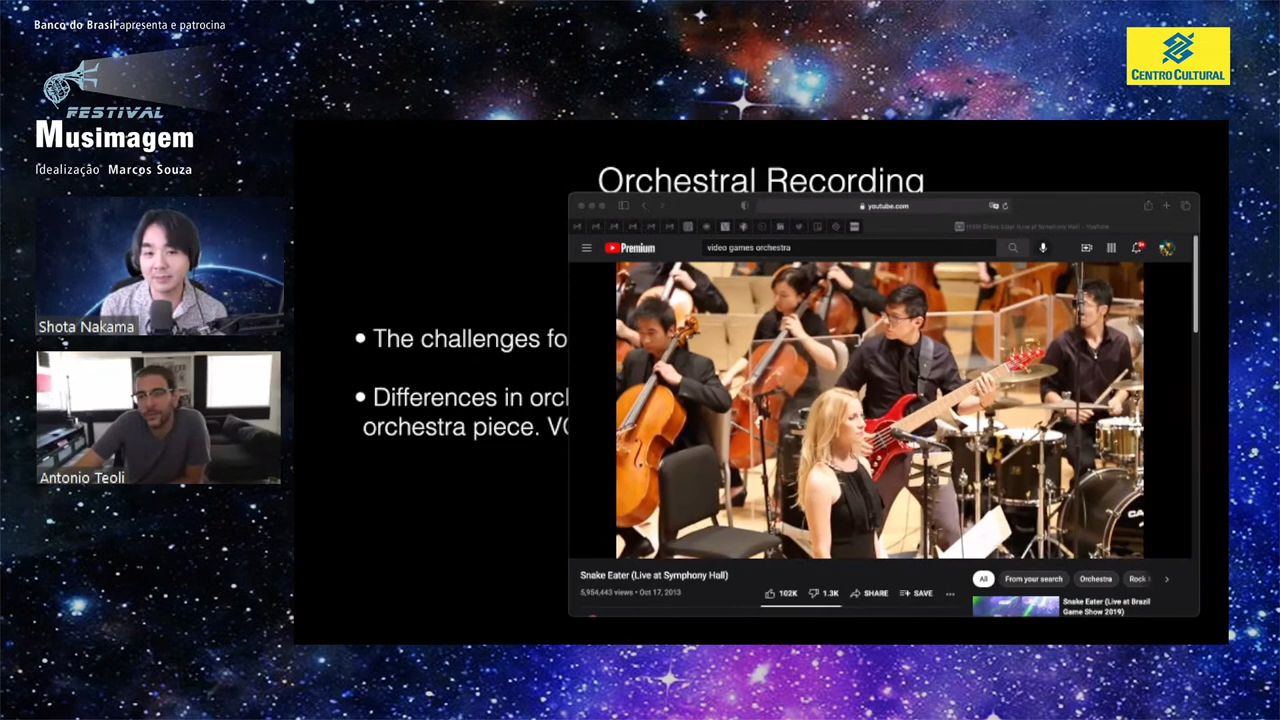 Banco do Brasil apresenta e patrocina
FESTIVAL
Musimagem
Idealização Marcos Souza
CENTRO CULTURAL
Shota Nakama
Antonio Teoli
Orchestral Recording
• The challenges fo
• Differences in orc
orchestra piece. VG
youtube.com
Premium
video games orchestra
Snake Eater (Live at Symphony Hall)
5,954,443 views • Oct 17, 2013
102K
1.3K
SHARE
SAVE
All
From your search
Orchestra
Rock
Snake Eater (Live at Brazil
Game Show 2019)